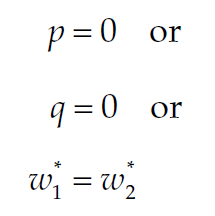 p = 0 or
q = 0 or
w₁* = w₂*